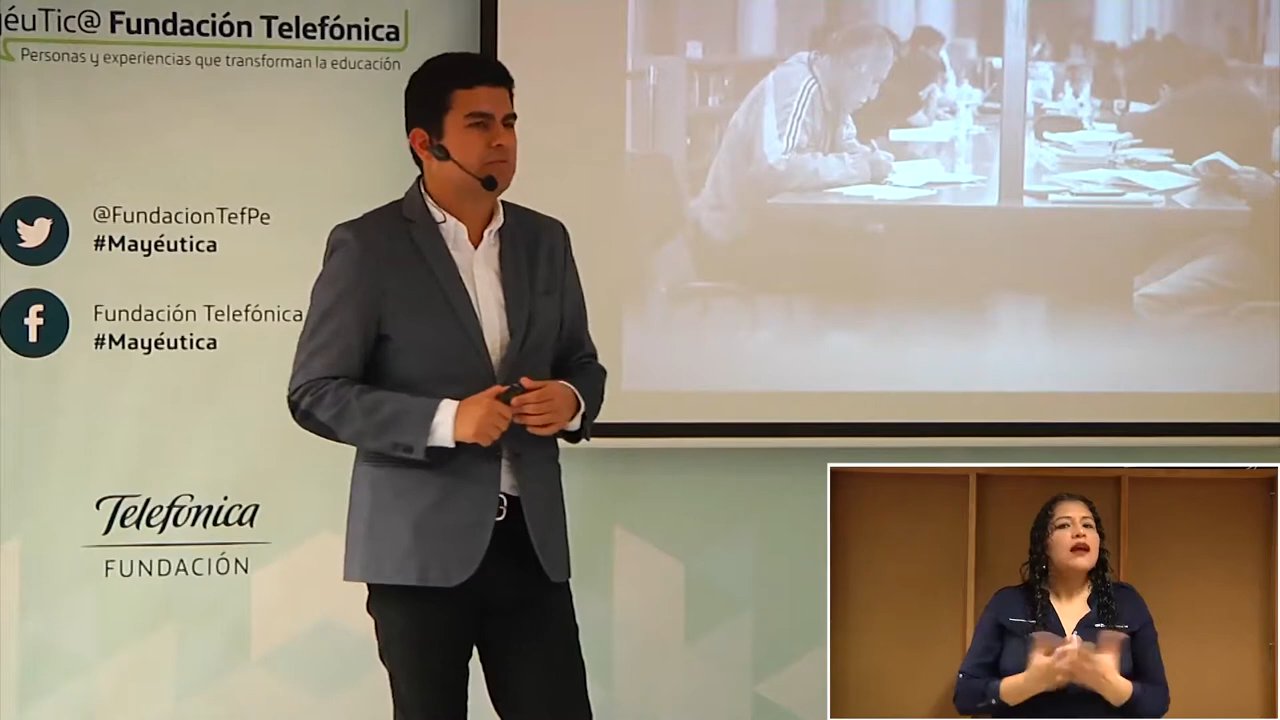 éuTic@ Fundación Telefónica
Personas y experiencias que transforman la educación
@FundacionTefPe
#Mayéutica
Fundación Telefónica
#Mayéutica
Telefónica
FUNDACIÓN